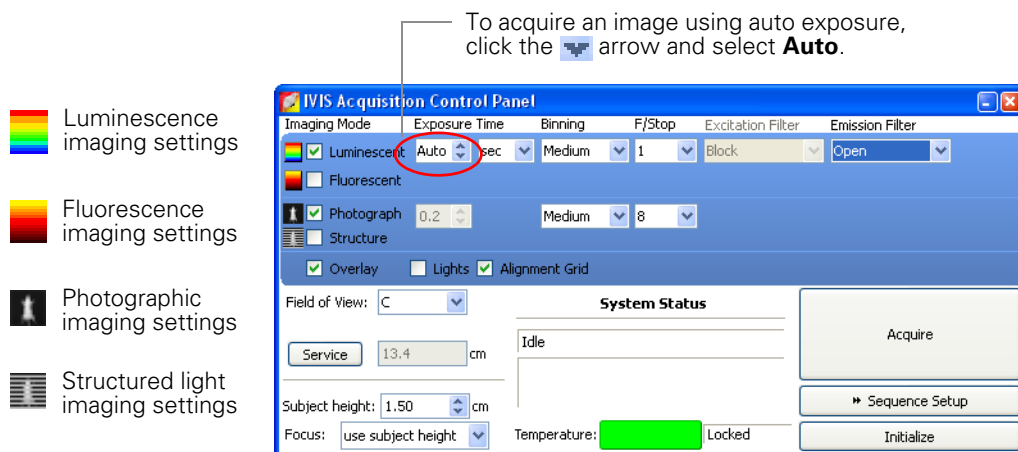 To acquire an image using auto exposure,
click the arrow and select Auto.
Luminescence
imaging settings
Fluorescence
imaging settings
Photographic
imaging settings
Structured light
imaging settings
IVIS Acquisition Control Panel
Imaging Mode Exposure Time Binning F/Stop Excitation Filter Emission Filter
Luminescent Auto sec Medium 1 Block Open
Fluorescent
Photograph 0.2 Medium 8
Structure
Overlay Lights Alignment Grid
Field of View: C System Status
Acquire
Idle
Service 13.4 cm
Subject height: 1.50 cm
Sequence Setup
Focus: use subject height Temperature: Locked Initialize